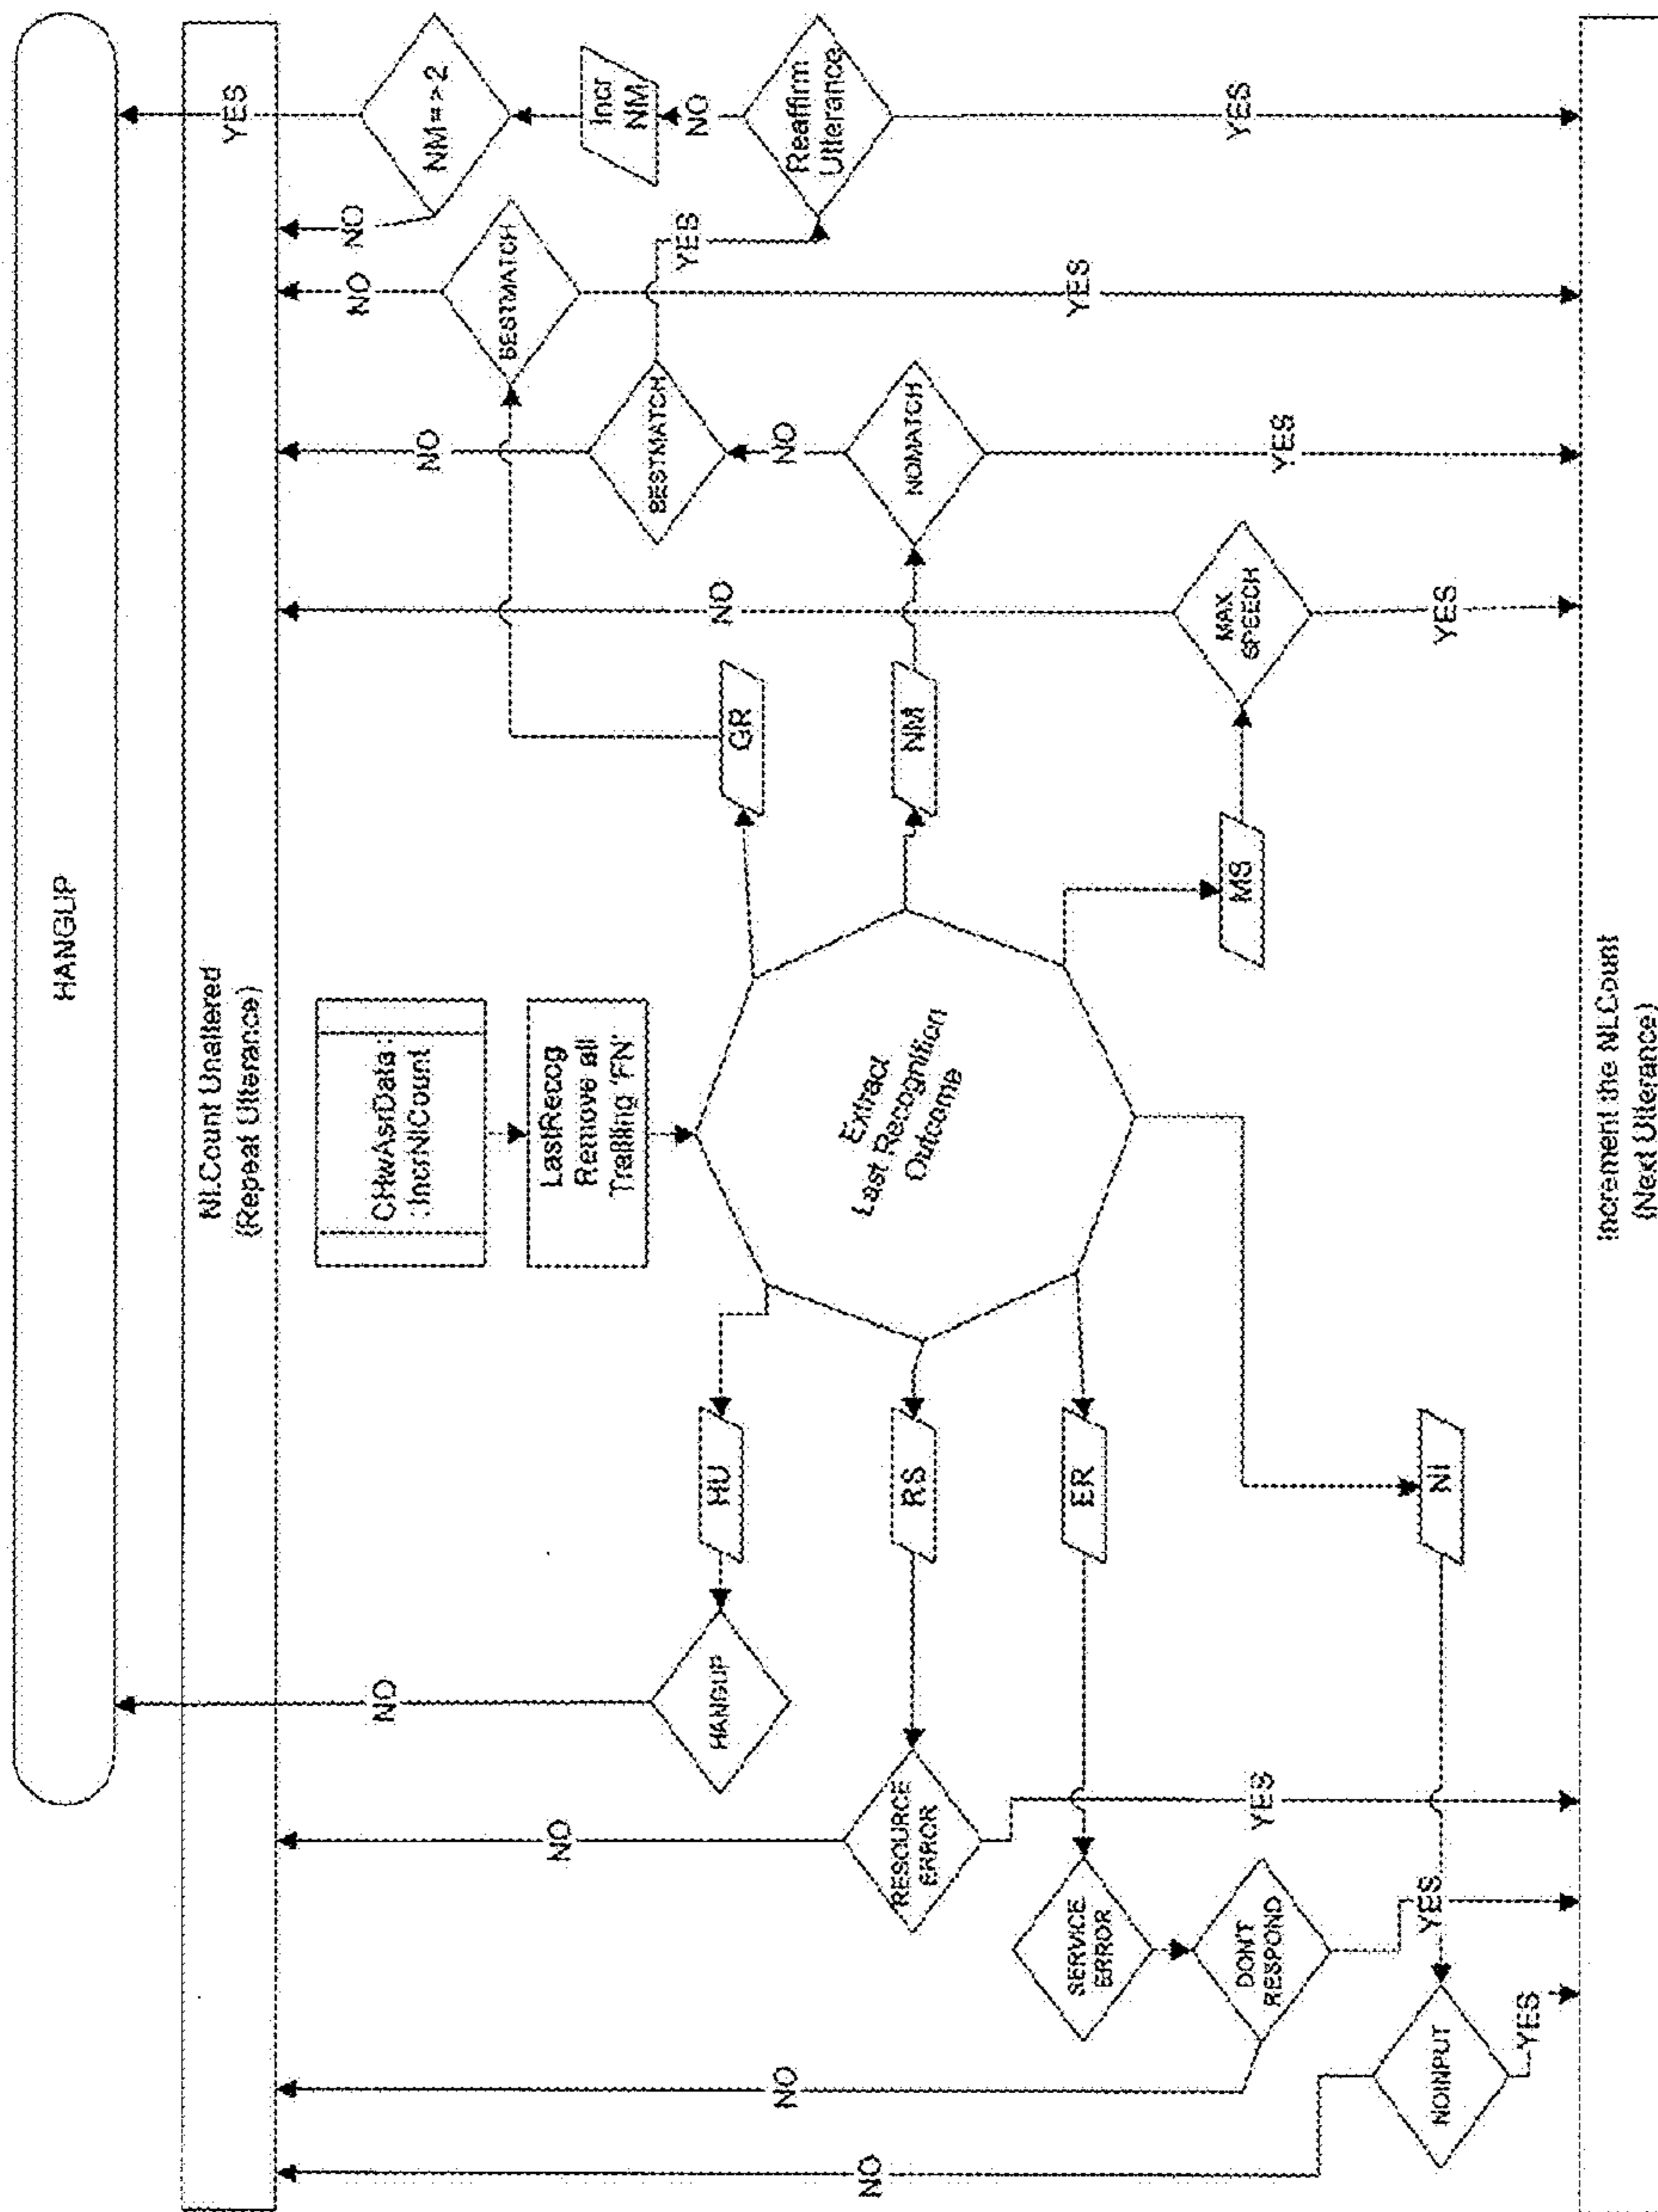 HANGUP
NLCount Unaltered
(Repeat Utterance)
CHwAsrData:
:IncrNlCount
LastRecog
Remove all
Trailing 'FN'
Extract
Last Recognition
Outcome
HU
RS
ER
NI
GR
NM
MS
HANGUP
NO
RESOURCE
ERROR
NO
YES
SERVICE
ERROR
DON'T
RESPOND
NO
YES
NOINPUT
NO
YES
MAX
SPEECH
NO
YES
NOMATCH
NO
YES
BESTMATCH
NO
YES
BESTMATCH
NO
YES
Reaffirm
Utterance
NO
YES
Incr
NM
NM=>2
NO
YES
Increment the NLCount
(Next Utterance)